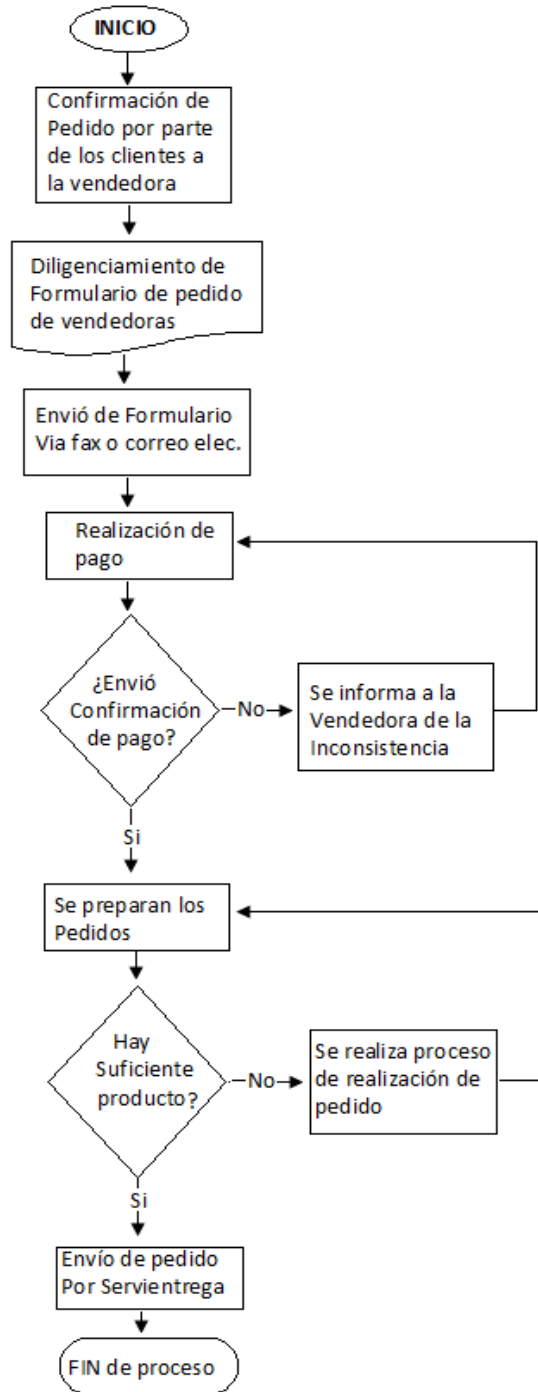 INICIO
Confirmación de
Pedido por parte
de los clientes a
la vendedora
Diligenciamiento de
Formulario de pedido
de vendedoras
Envió de Formulario
Via fax o correo elec.
Realización de
pago
¿Envió
Confirmación
de pago?
No
Se informa a la
Vendedora de la
Inconsistencia
Si
Se preparan los
Pedidos
Hay
Suficiente
producto?
No
Se realiza proceso
de realización de
pedido
Si
Envío de pedido
Por Servientrega
FIN de proceso